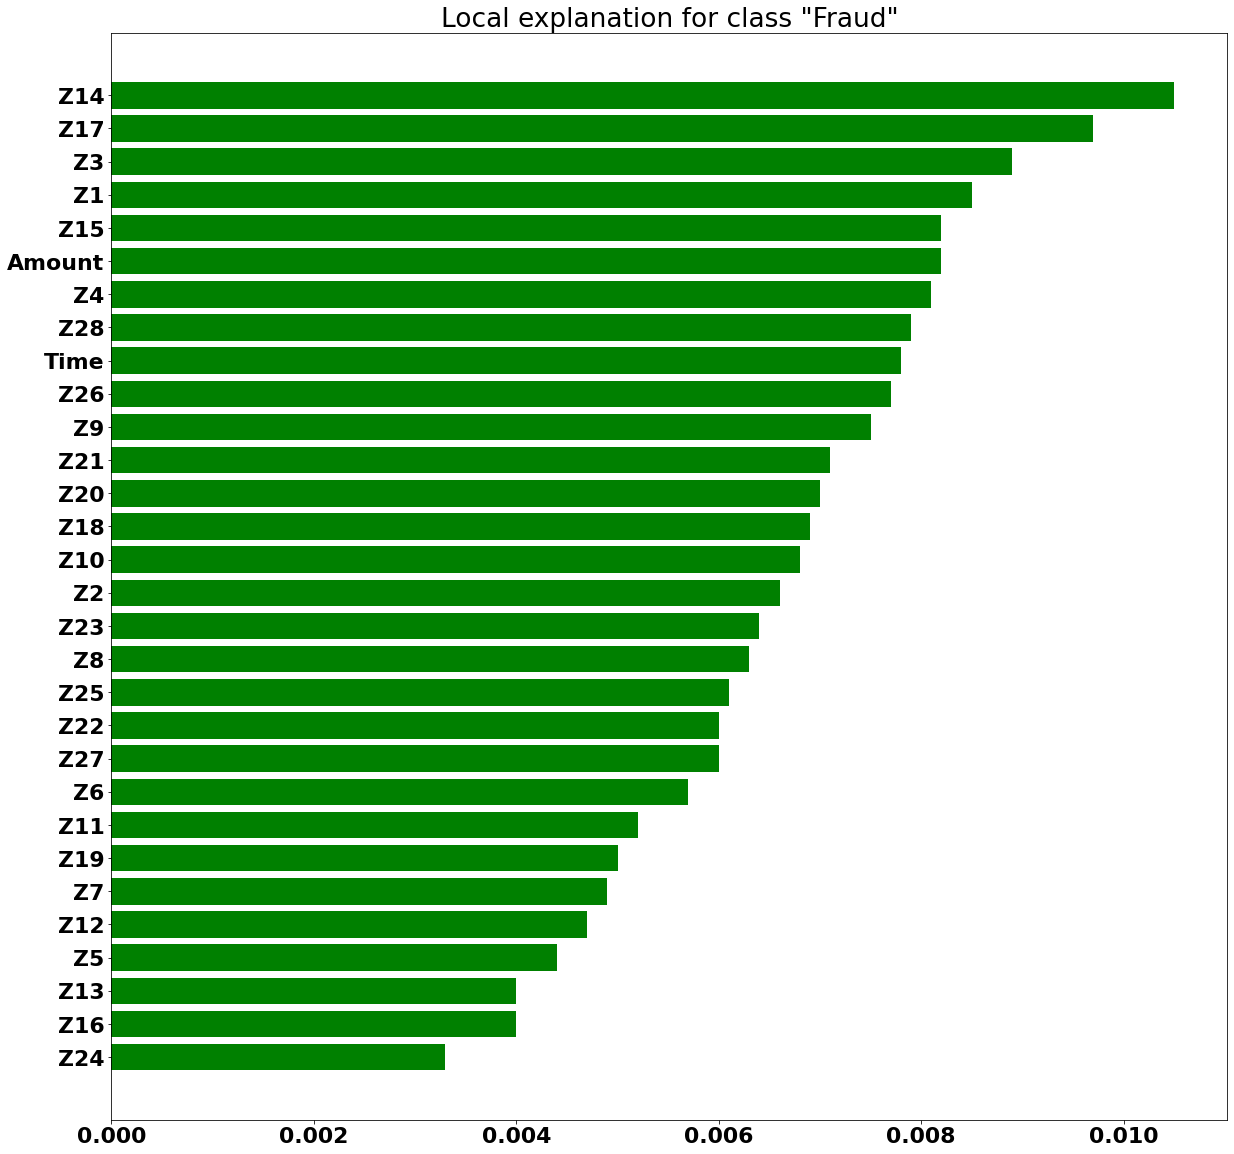 Local explanation for class "Fraud"
Z14
Z17
Z3
Z1
Z15
Amount
Z4
Z28
Time
Z26
Z9
Z21
Z20
Z18
Z10
Z2
Z23
Z8
Z25
Z22
Z27
Z6
Z11
Z19
Z7
Z12
Z5
Z13
Z16
Z24
0.000 0.002 0.004 0.006 0.008 0.010